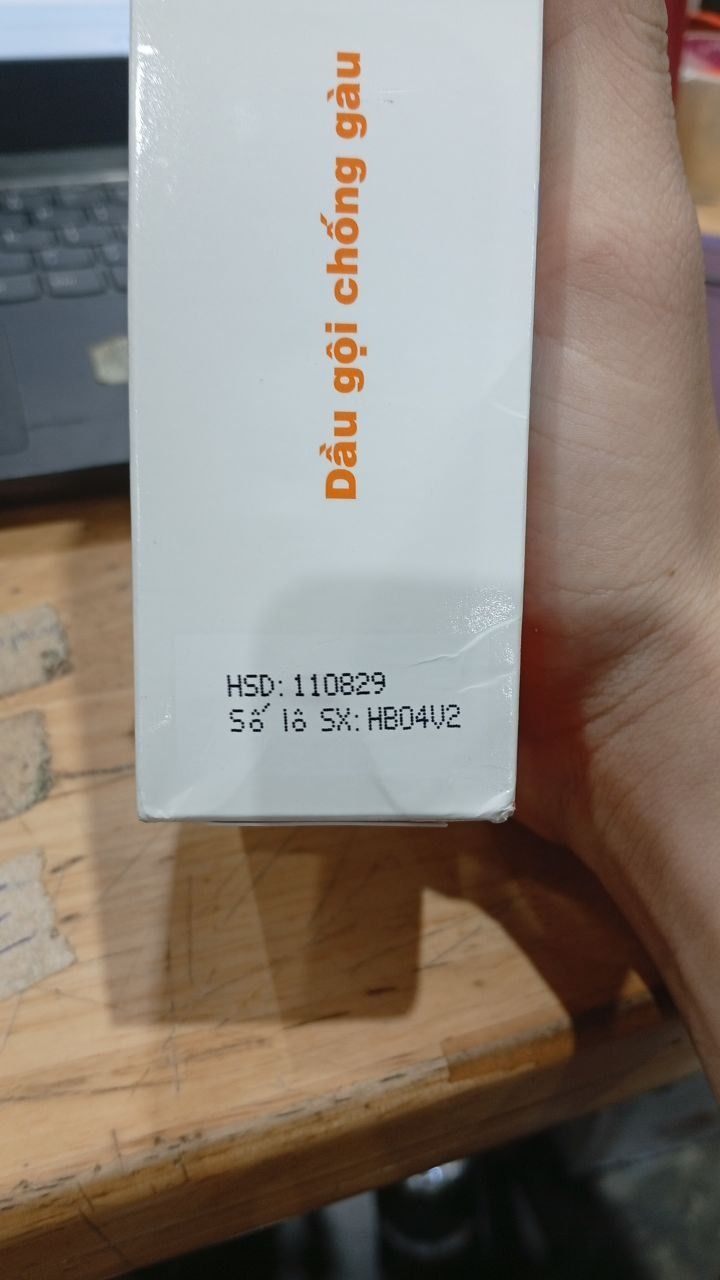 Dầu gội chống gàu
HSD: 110829
Số lô SX: HB04V2